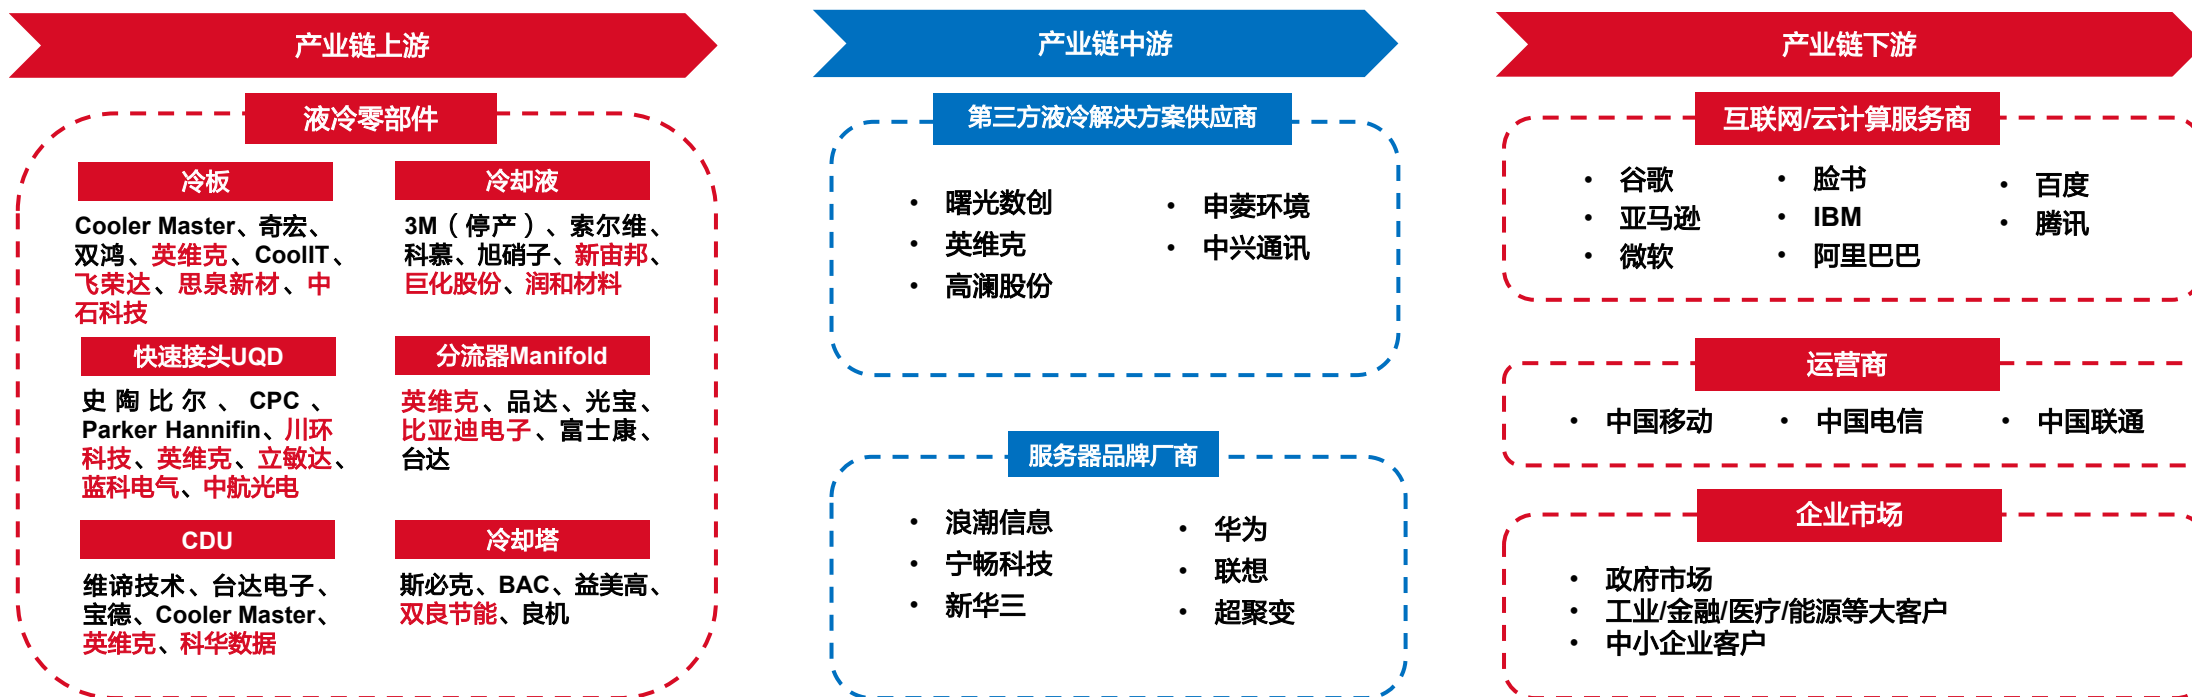 产业链上游
液冷零部件
冷板
Cooler Master、奇宏、
双鸿、英维克、CoolIT、
飞荣达、思泉新材、中
石科技
冷却液
3M（停产）、索尔维、
科慕、旭硝子、新宙邦、
巨化股份、润和材料
快速接头UQD
史陶比尔、CPC、
Parker Hannifin、川环
科技、英维克、立敏达、
蓝科电气、中航光电
分流器Manifold
英维克、品达、光宝、
比亚迪电子、富士康、
台达
CDU
维谛技术、台达电子、
宝德、Cooler Master、
英维克、科华数据
冷却塔
斯必克、BAC、益美高、
双良节能、良机
产业链中游
第三方液冷解决方案供应商
• 曙光数创
• 英维克
• 高澜股份
• 申菱环境
• 中兴通讯
服务器品牌厂商
• 浪潮信息
• 宁畅科技
• 新华三
• 华为
• 联想
• 超聚变
产业链下游
互联网/云计算服务商
• 谷歌
• 亚马逊
• 微软
• 脸书
• IBM
• 阿里巴巴
• 百度
• 腾讯
运营商
• 中国移动
• 中国电信
• 中国联通
企业市场
• 政府市场
• 工业/金融/医疗/能源等大客户
• 中小企业客户